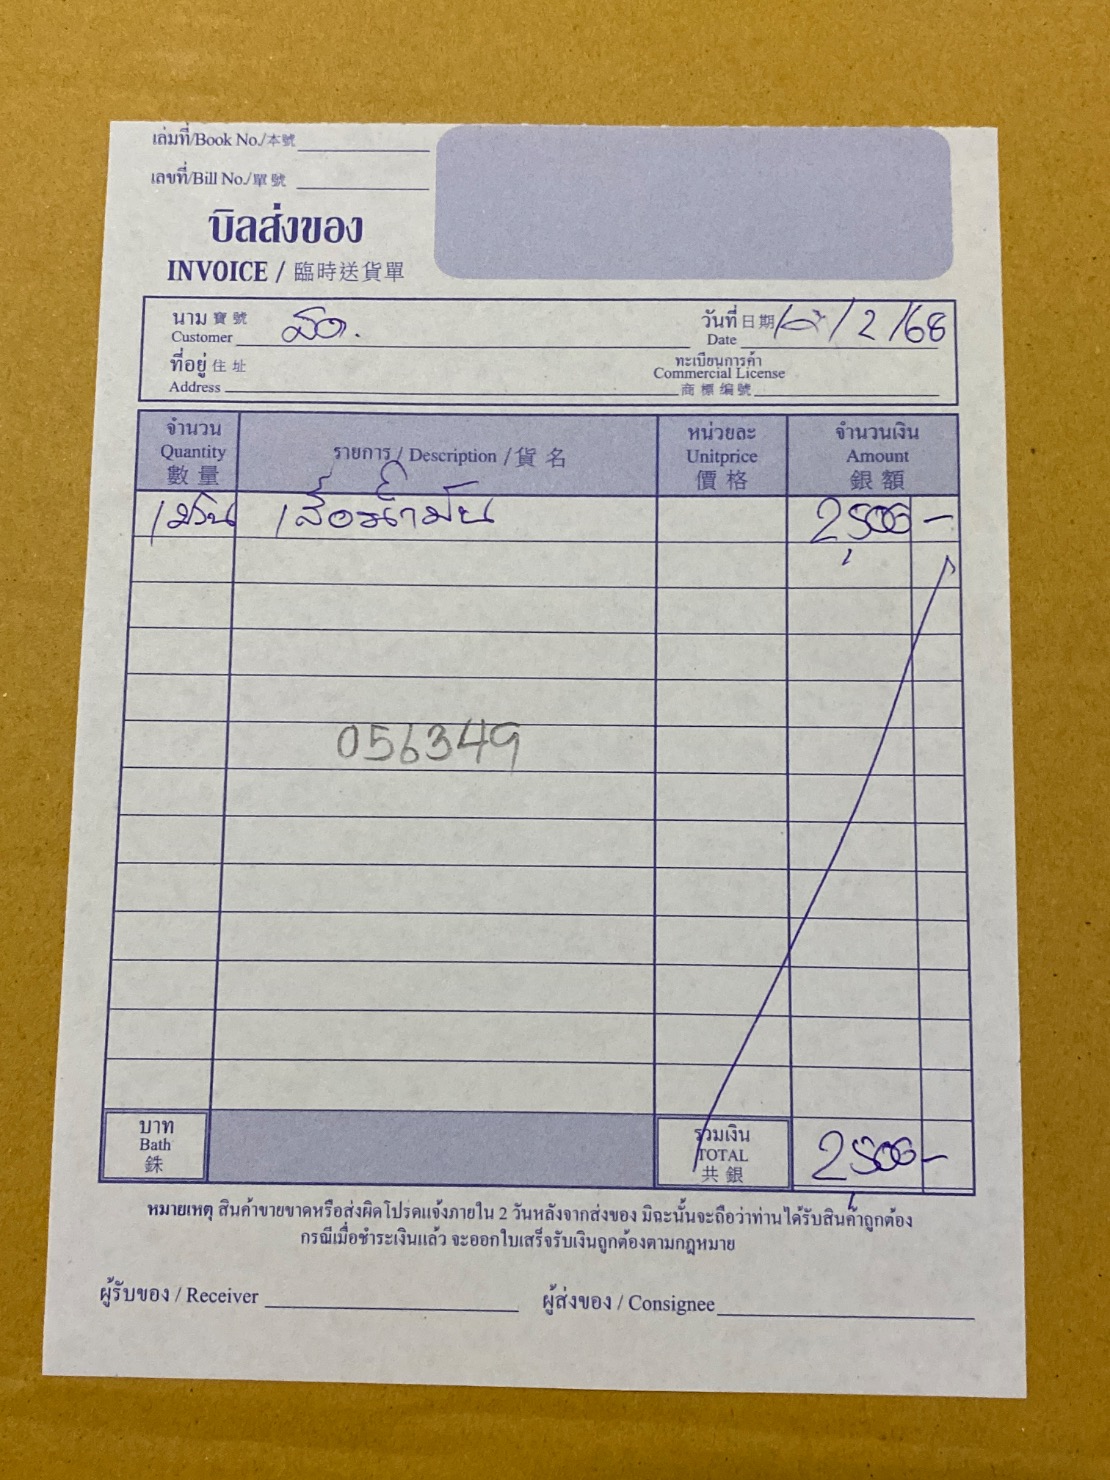 เล่มที่/Book No./本號
เลขที่/Bill No./單號
บิลส่งของ
INVOICE / 臨時送貨單
นาม 寶號
Customer
วันที่ 日期 /2/68
Date
ที่อยู่ 住址
Address
ทะเบียนการค้า
Commercial License
商標編號
จำนวน
Quantity
數量
รายการ / Description / 貨名
หน่วยละ
Unitprice
價格
จำนวนเงิน
Amount
銀額
เสื้อน้ำมัน 2,500 -
056349
บาท
Bath
銖
รวมเงิน
TOTAL
共銀
2,500 -
หมายเหตุ สินค้าขายขาดหรือส่งผิดโปรดแจ้งภายใน 2 วันหลังจากส่งของ มิฉะนั้นจะถือว่าท่านได้รับสินค้าถูกต้อง
กรณีเมื่อชำระเงินแล้ว จะออกใบเสร็จรับเงินถูกต้องตามกฎหมาย
ผู้รับของ / Receiver
ผู้ส่งของ / Consignee